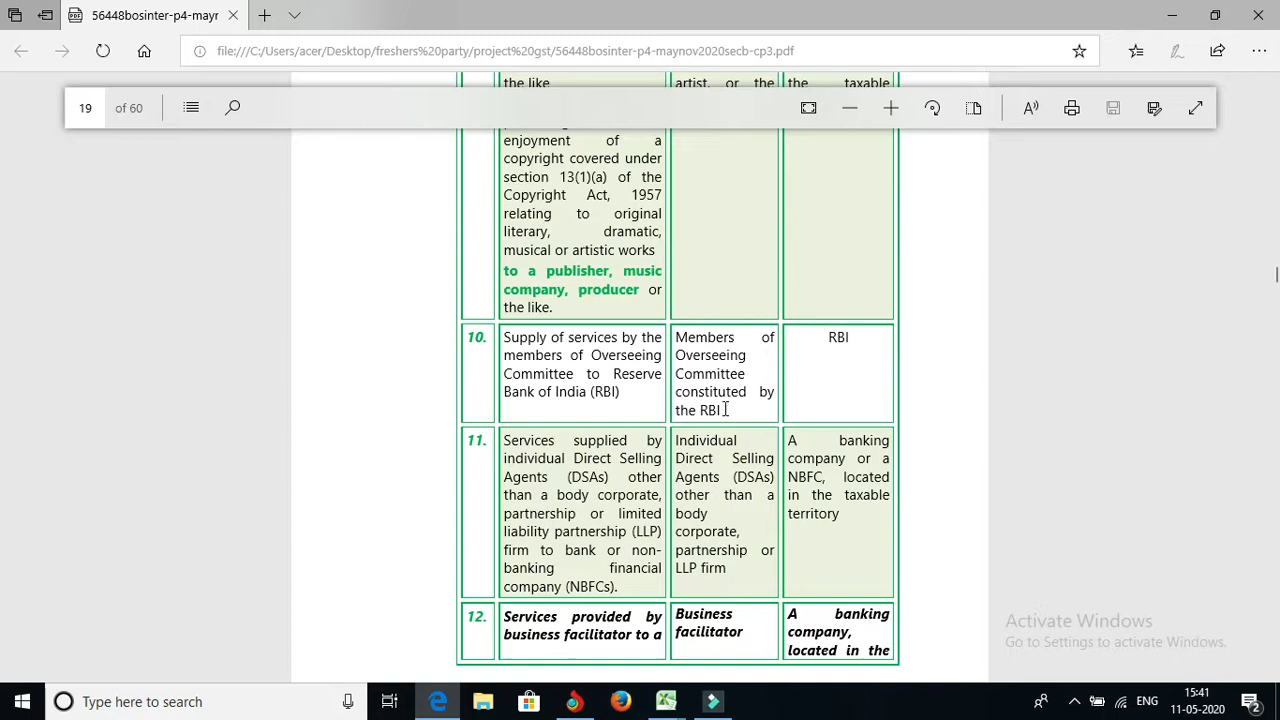 56448bosinter-p4-mayn
file:///C:/Users/acer/Desktop/freshers%20party/project%20gst/56448bosinter-p4-maynov2020secb-cp3.pdf
the like
artist, or the
the taxable
19 of 60
enjoyment of a
copyright covered under
section 13(1)(a) of the
Copyright Act, 1957
relating to original
literary, dramatic,
musical or artistic works
to a publisher, music
company, producer or
the like.
10.
Supply of services by the
members of Overseeing
Committee to Reserve
Bank of India (RBI)
Members of
Overseeing
Committee
constituted by
the RBI
RBI
11.
Services supplied by
individual Direct Selling
Agents (DSAs) other
than a body corporate,
partnership or limited
liability partnership (LLP)
firm to bank or non-
banking financial
company (NBFCs).
Individual
Direct Selling
Agents (DSAs)
other than a
body
corporate,
partnership or
LLP firm
A banking
company or a
NBFC, located
in the taxable
territory
12.
Services provided by
business facilitator to a
Business
facilitator
A banking
company,
located in the
Activate Windows
Go to Settings to activate Windows.
Type here to search
ENG
15:41
11-05-2020
2